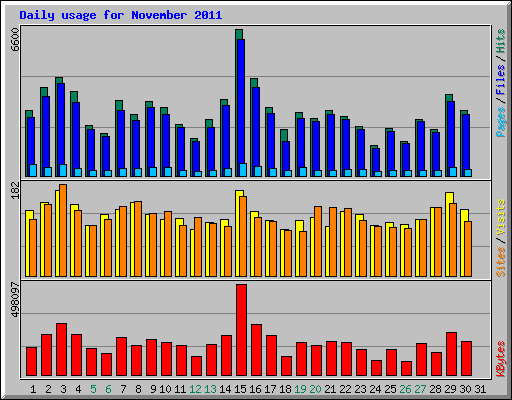 Daily usage for November 2011
6600
Pages / Files / Hits
182
Sites / Visits
498097
KBytes
1 2 3 4 5 6 7 8 9 10 11 12 13 14 15 16 17 18 19 20 21 22 23 24 25 26 27 28 29 30 31